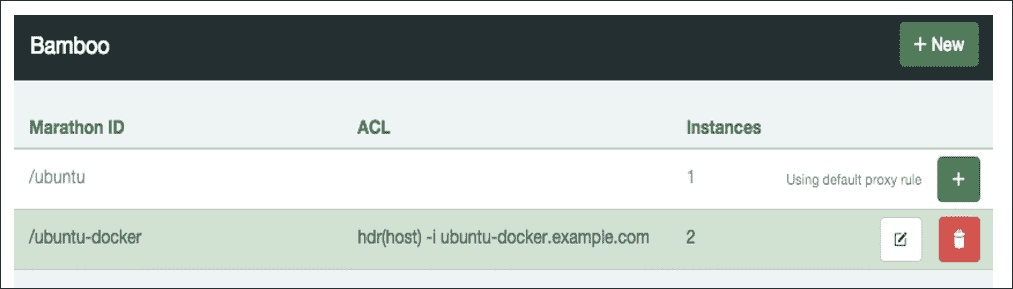 Bamboo + New
Marathon ID ACL Instances
/ubuntu 1 Using default proxy rule +
/ubuntu-docker hdr(host) -i ubuntu-docker.example.com 2